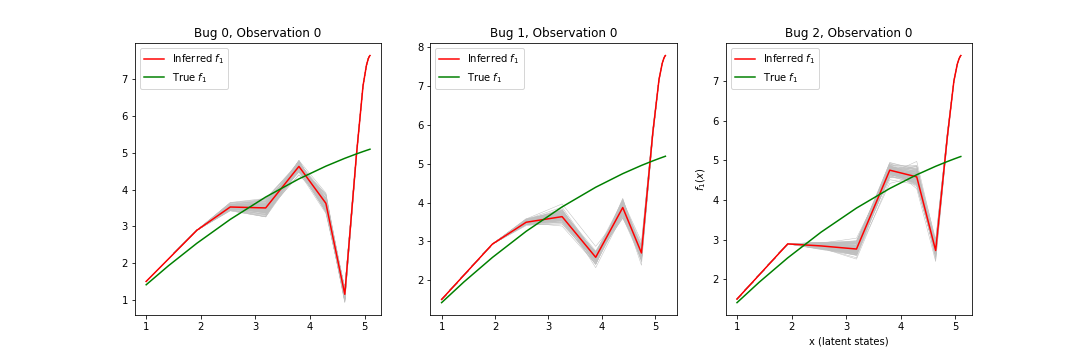 Bug 0, Observation 0
Inferred f₁
True f₁
7
6
5
4
3
2
1
1 2 3 4 5
Bug 1, Observation 0
Inferred f₁
True f₁
8
7
6
5
4
3
2
1 2 3 4 5
Bug 2, Observation 0
Inferred f₁
True f₁
f₁(x)
7
6
5
4
3
2
1 2 3 4 5
x (latent states)